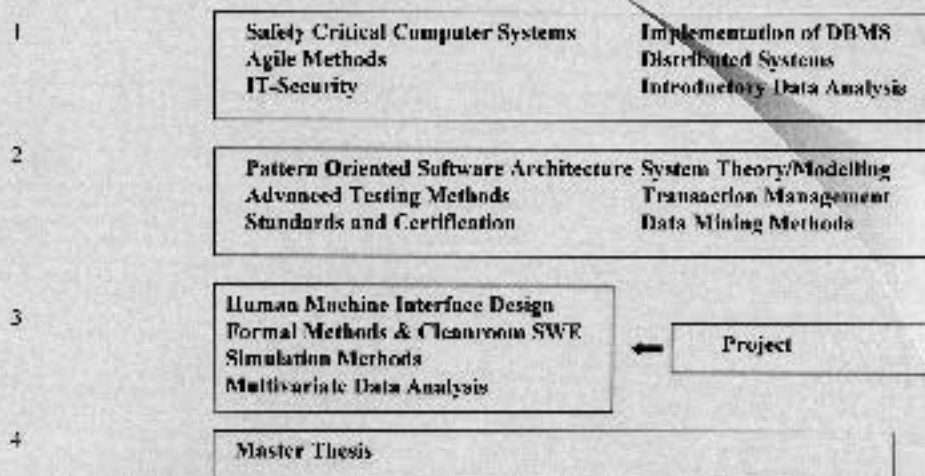 1
Safety Critical Computer Systems Implementation of DBMS
Agile Methods Distributed Systems
IT-Security Introductory Data Analysis
2
Pattern Oriented Software Architecture System Theory/Modelling
Advanced Testing Methods Transaction Management
Standards and Certification Data Mining Methods
3
Human Machine Interface Design
Formal Methods & Cleanroom SWE
Simulation Methods
Multivariate Data Analysis
Project
4
Master Thesis